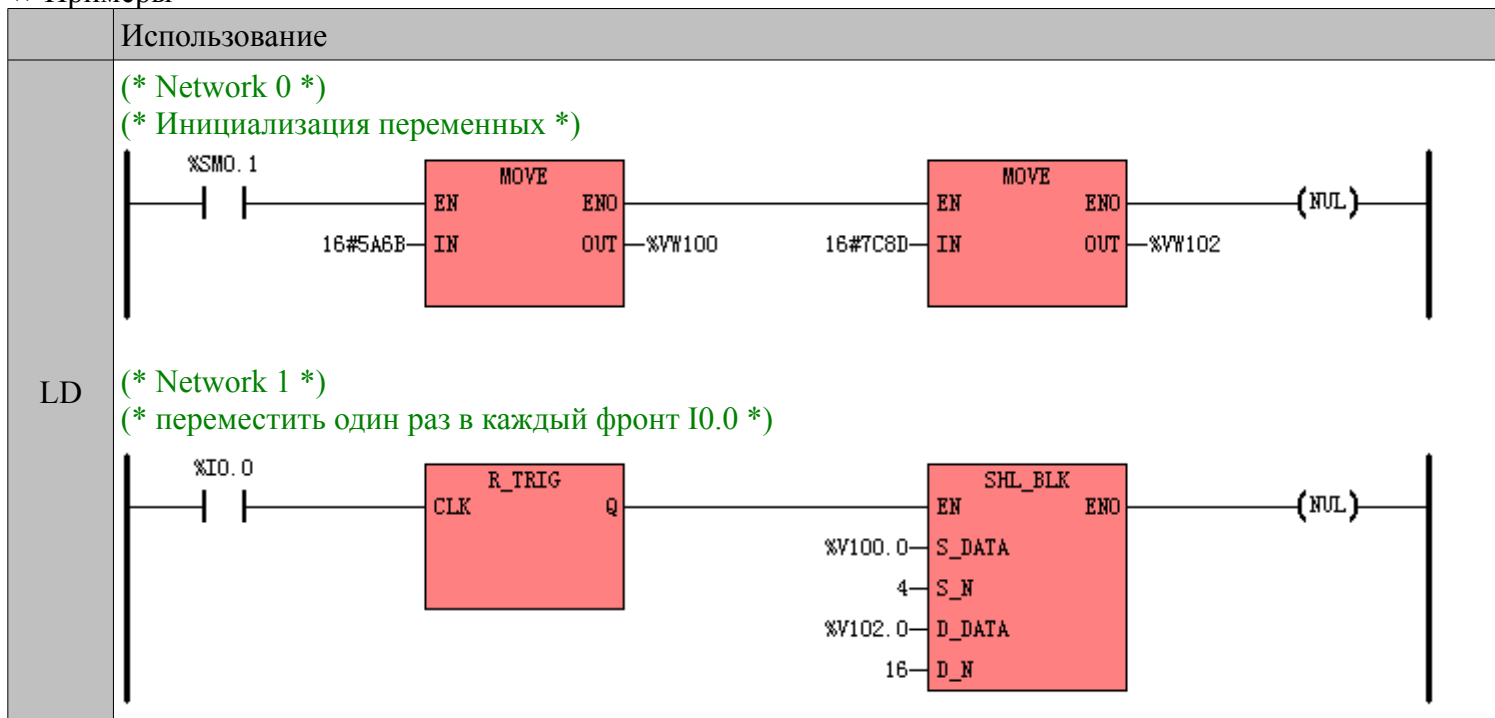 Использование
LD
(* Network 0 *)
(* Инициализация переменных *)
%SM0.1
MOVE
EN
ENO
16#5A6B
IN
OUT
%VW100
MOVE
EN
ENO
16#7C8D
IN
OUT
%VW102
(NUL)
(* Network 1 *)
(* переместить один раз в каждый фронт I0.0 *)
%I0.0
R_TRIG
CLK
Q
SHL_BLK
EN
ENO
%V100.0
S_DATA
4
S_N
%V102.0
D_DATA
16
D_N
(NUL)